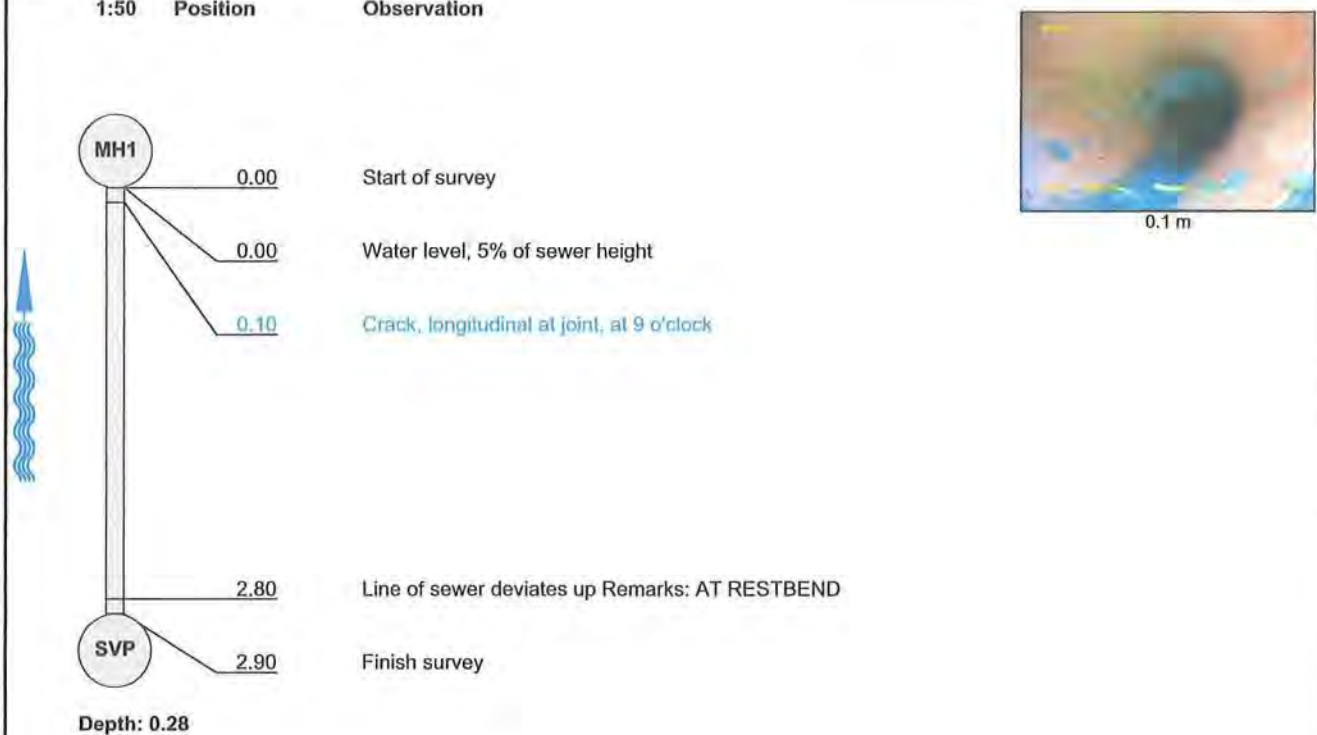 1:50 Position Observation
MH1
0.00 Start of survey
0.00 Water level, 5% of sewer height
0.10 Crack, longitudinal at joint, at 9 o'clock
0.1 m
2.80 Line of sewer deviates up Remarks: AT RESTBEND
SVP
2.90 Finish survey
Depth: 0.28